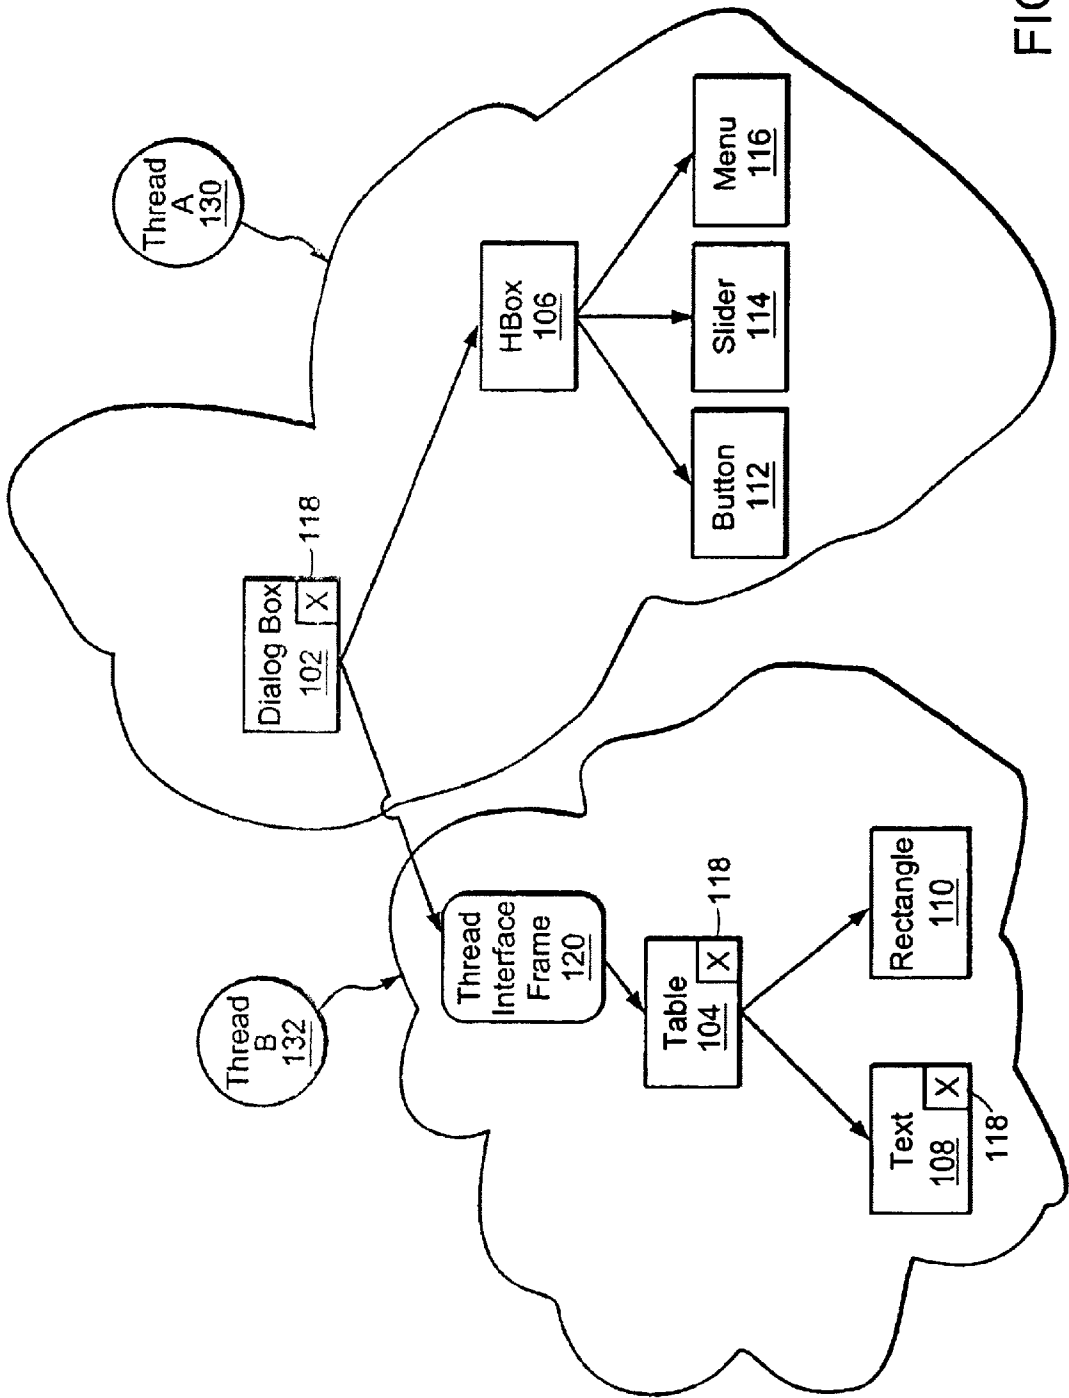 Thread
A
130
Thread
B
132
Dialog Box
102
X
118
Thread
Interface
Frame
120
HBox
106
Table
104
X
118
Button
112
Slider
114
Menu
116
Text
108
X
118
Rectangle
110